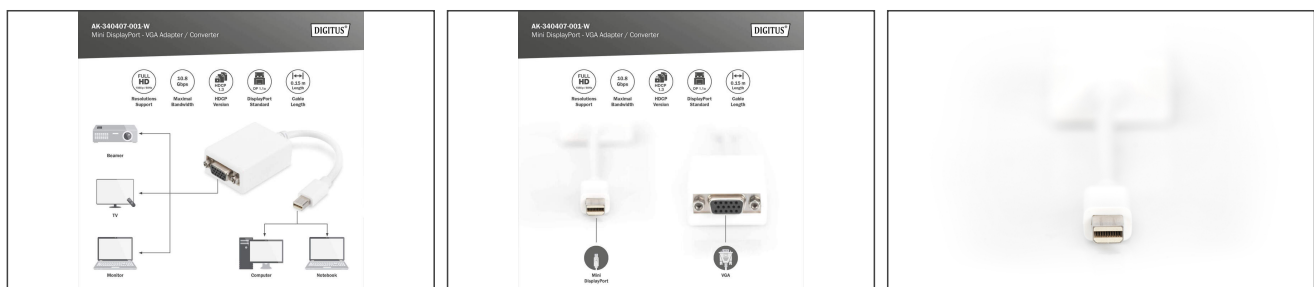 AK-340407-001-W
Mini DisplayPort - VGA Adapter / Converter
DIGITUS®
FULL
HD
10.8
Gbps
HDCP
1.3
DP 1.1a
0.15 m
Length
Resolutions
Support
Maximal
Bandwidth
HDCP
Version
DisplayPort
Standard
Cable
Length
Beamer
TV
Monitor
Computer
Notebook
AK-340407-001-W
Mini DisplayPort - VGA Adapter / Converter
DIGITUS®
FULL
HD
10.8
Gbps
HDCP
1.3
DP 1.1a
0.15 m
Length
Resolutions
Support
Maximal
Bandwidth
HDCP
Version
DisplayPort
Standard
Cable
Length
Mini
DisplayPort
VGA